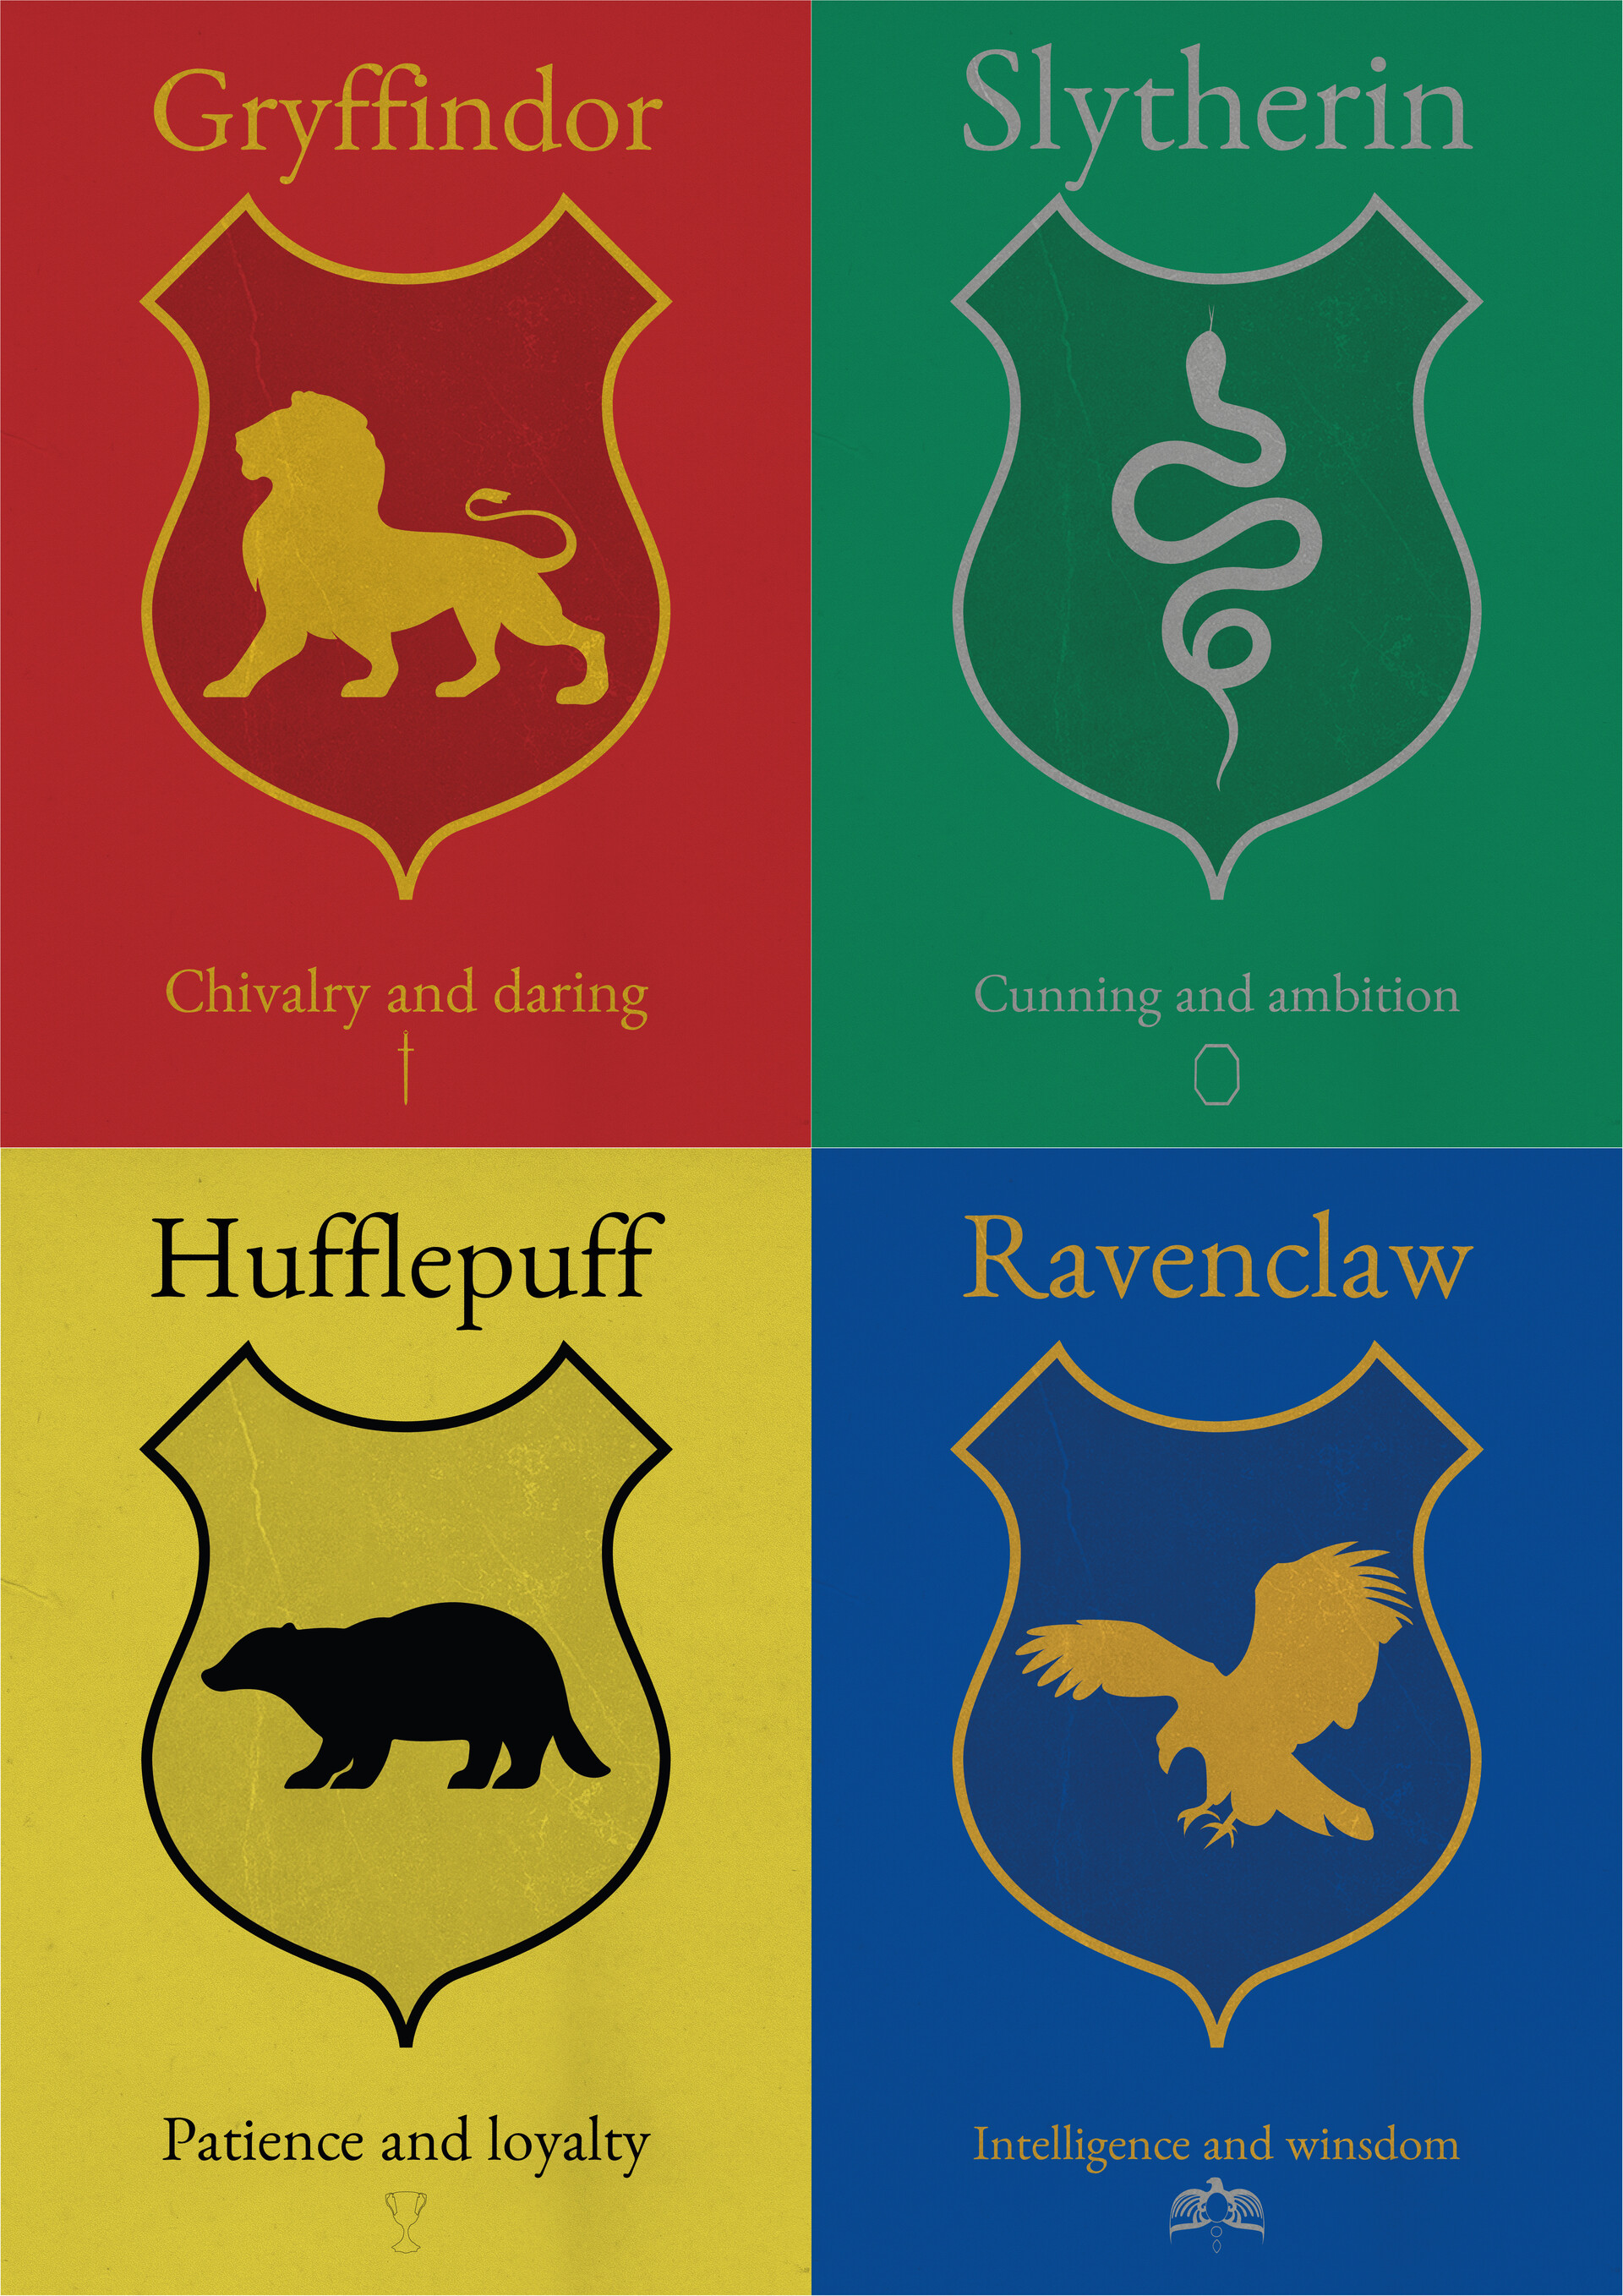 Gryffindor
Chivalry and daring
Slytherin
Cunning and ambition
Hufflepuff
Patience and loyalty
Ravenclaw
Intelligence and winsdom